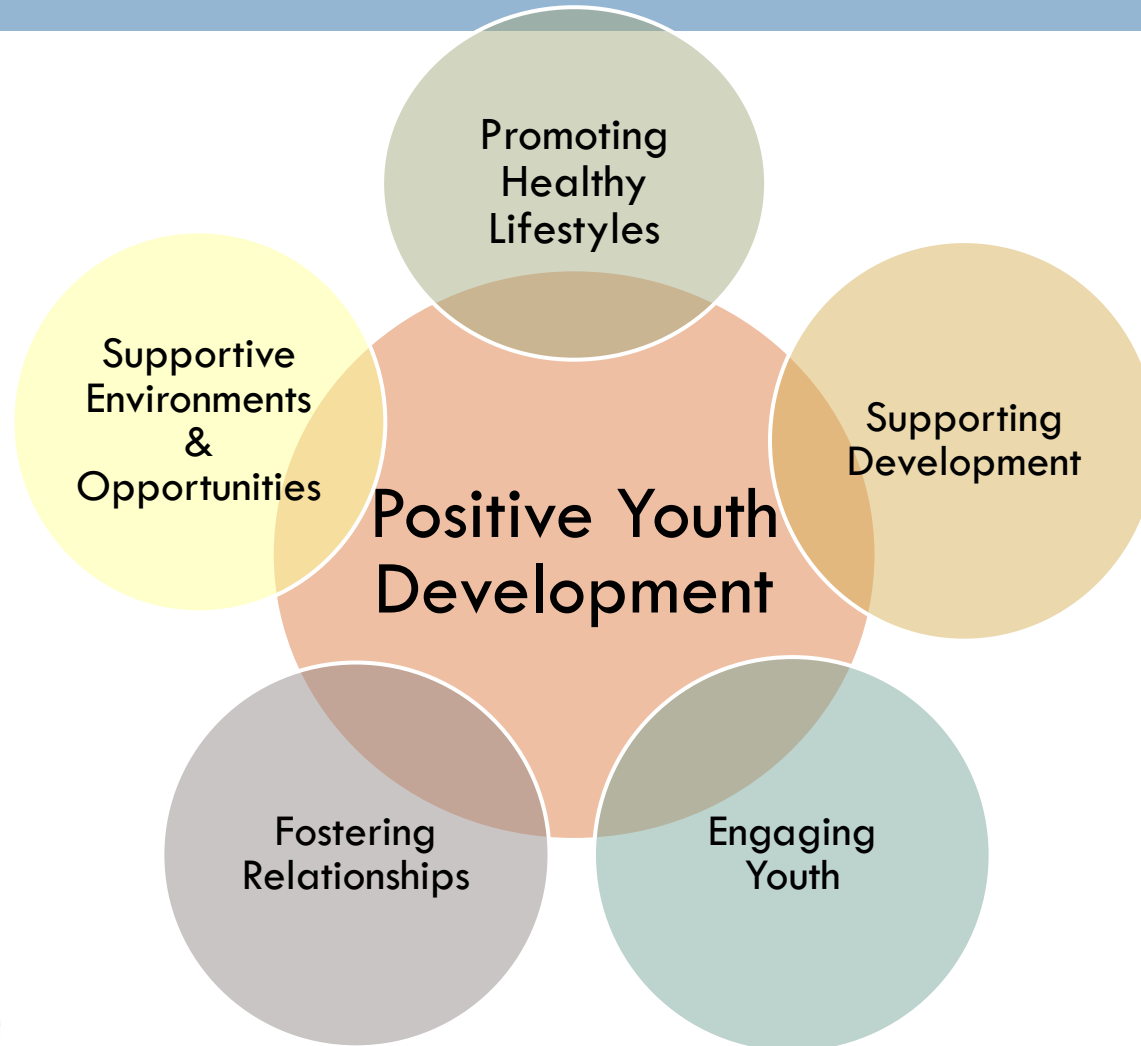 Promoting
Healthy
Lifestyles
Supportive
Environments
&
Opportunities
Supporting
Development
Positive Youth
Development
Fostering
Relationships
Engaging
Youth